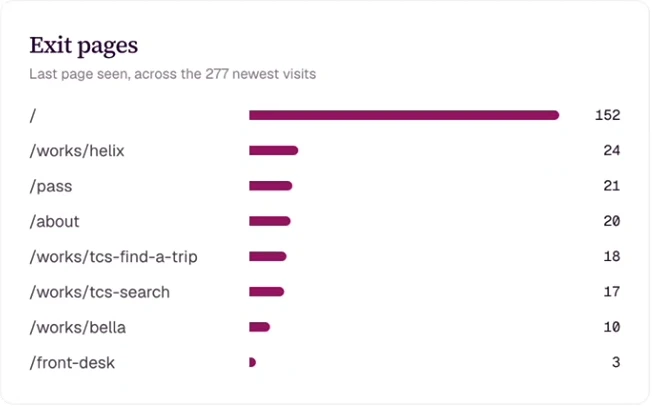 Exit pages
Last page seen, across the 277 newest visits
/ 152
/works/helix 24
/pass 21
/about 20
/works/tcs-find-a-trip 18
/works/tcs-search 17
/works/bella 10
/front-desk 3